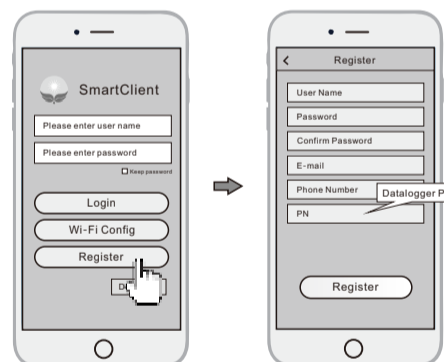 SmartClient
Please enter user name
Please enter password
Keep password
Login
Wi-Fi Config
Register
Register
User Name
Password
Confirm Password
E-mail
Phone Number
Datalogger P
PN
Register